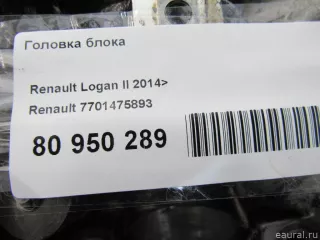 Головка блока
Renault Logan II 2014>
Renault 7701475893
80 950 289
© eaural.ru